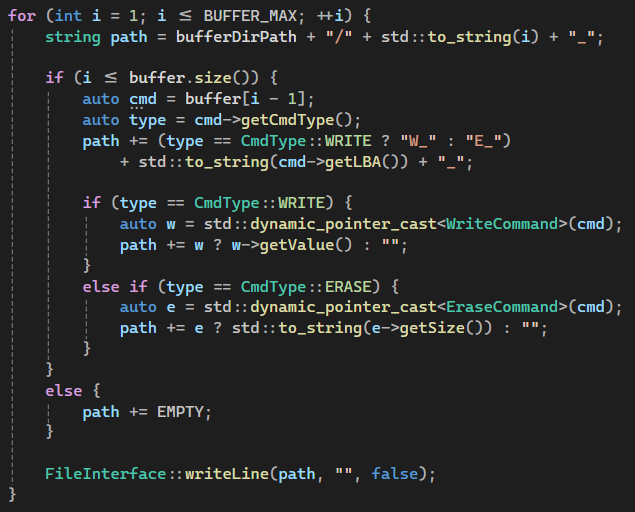 for (int i = 1; i ≤ BUFFER_MAX; ++i) {
    string path = bufferDirPath + "/" + std::to_string(i) + "_";

    if (i ≤ buffer.size()) {
        auto cmd = buffer[i - 1];
        auto type = cmd->getCmdType();
        path += (type == CmdType::WRITE ? "W_" : "E_")
            + std::to_string(cmd->getLBA()) + "_";

        if (type == CmdType::WRITE) {
            auto w = std::dynamic_pointer_cast<WriteCommand>(cmd);
            path += w ? w->getValue() : "";
        }
        else if (type == CmdType::ERASE) {
            auto e = std::dynamic_pointer_cast<EraseCommand>(cmd);
            path += e ? std::to_string(e->getSize()) : "";
        }
    }
    else {
        path += EMPTY;
    }

    FileInterface::writeLine(path, "", false);
}